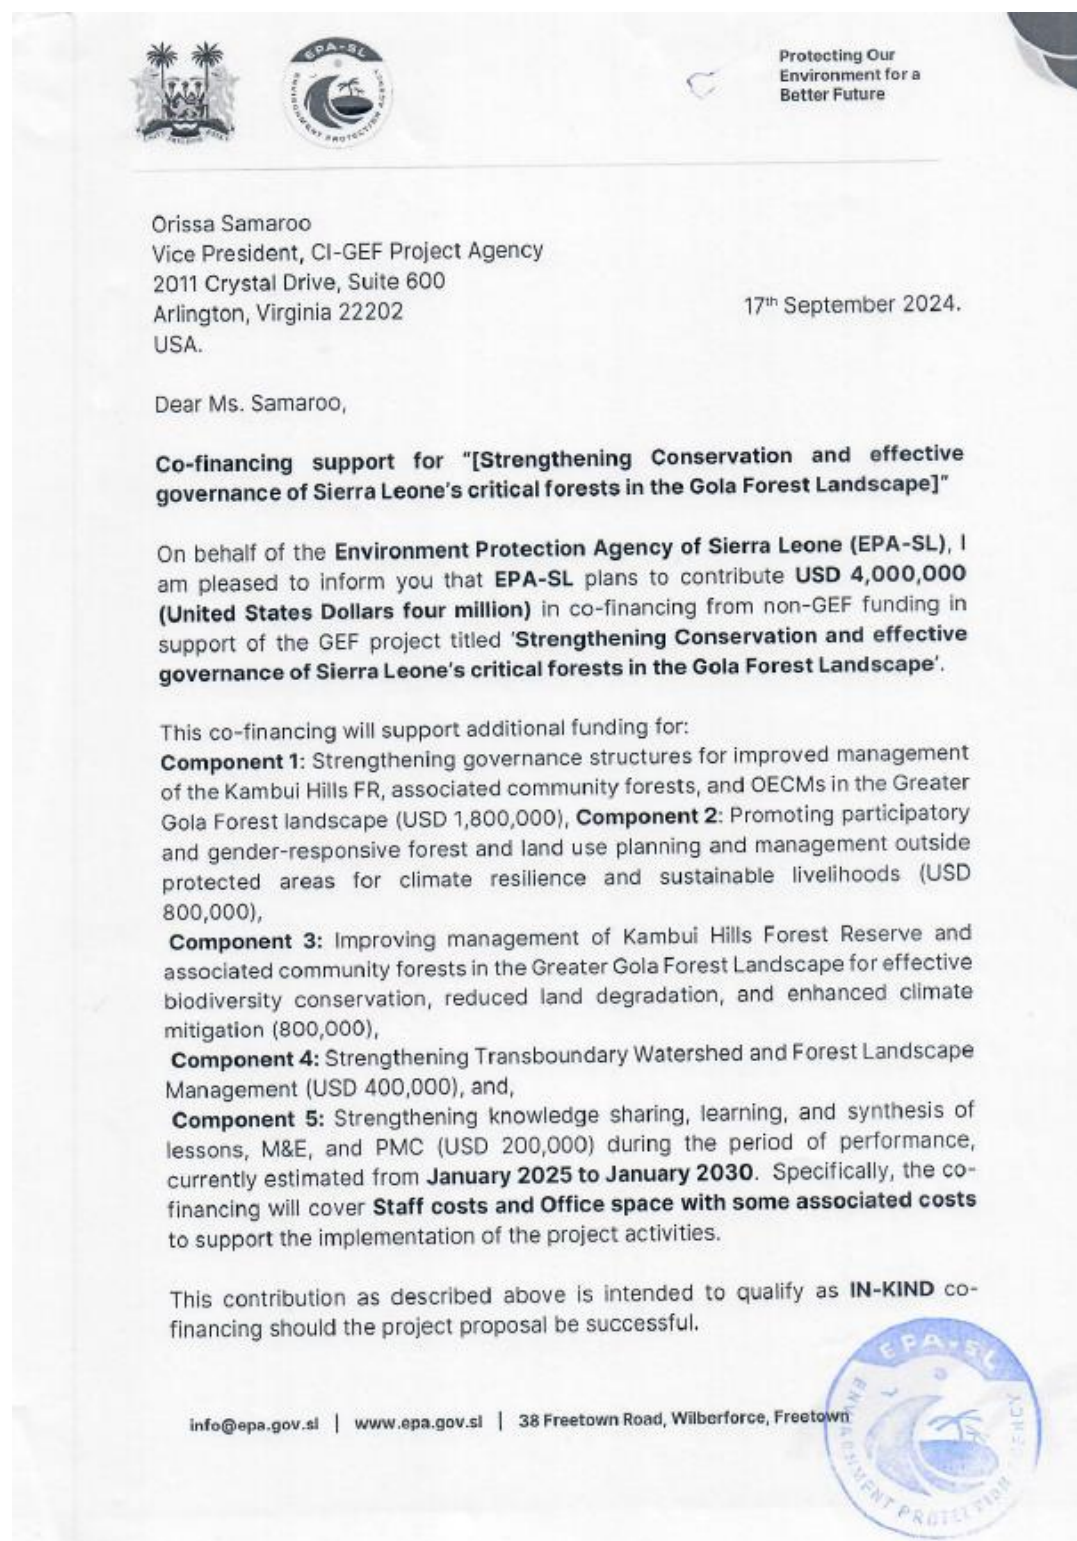 EPA-SL
ENVIRONMENT PROTECTION AGENCY
Protecting Our
Environment for a
Better Future
Orissa Samaroo
Vice President, CI-GEF Project Agency
2011 Crystal Drive, Suite 600
Arlington, Virginia 22202
17th September 2024.
USA.
Dear Ms. Samaroo,
Co-financing support for "[Strengthening Conservation and effective
governance of Sierra Leone's critical forests in the Gola Forest Landscape]"
On behalf of the Environment Protection Agency of Sierra Leone (EPA-SL), I
am pleased to inform you that EPA-SL plans to contribute USD 4,000,000
(United States Dollars four million) in co-financing from non-GEF funding in
support of the GEF project titled 'Strengthening Conservation and effective
governance of Sierra Leone's critical forests in the Gola Forest Landscape'.
This co-financing will support additional funding for:
Component 1: Strengthening governance structures for improved management
of the Kambui Hills FR, associated community forests, and OECMs in the Greater
Gola Forest landscape (USD 1,800,000), Component 2: Promoting participatory
and gender-responsive forest and land use planning and management outside
protected areas for climate resilience and sustainable livelihoods (USD
800,000),
Component 3: Improving management of Kambui Hills Forest Reserve and
associated community forests in the Greater Gola Forest Landscape for effective
biodiversity conservation, reduced land degradation, and enhanced climate
mitigation (800,000),
Component 4: Strengthening Transboundary Watershed and Forest Landscape
Management (USD 400,000), and,
Component 5: Strengthening knowledge sharing, learning, and synthesis of
lessons, M&E, and PMC (USD 200,000) during the period of performance,
currently estimated from January 2025 to January 2030. Specifically, the co-
financing will cover Staff costs and Office space with some associated costs
to support the implementation of the project activities.
This contribution as described above is intended to qualify as IN-KIND co-
financing should the project proposal be successful.
info@epa.gov.sl | www.epa.gov.sl | 38 Freetown Road, Wilberforce, Freetown
EPA-SL
ENVIRONMENT PROTECTION AGENCY